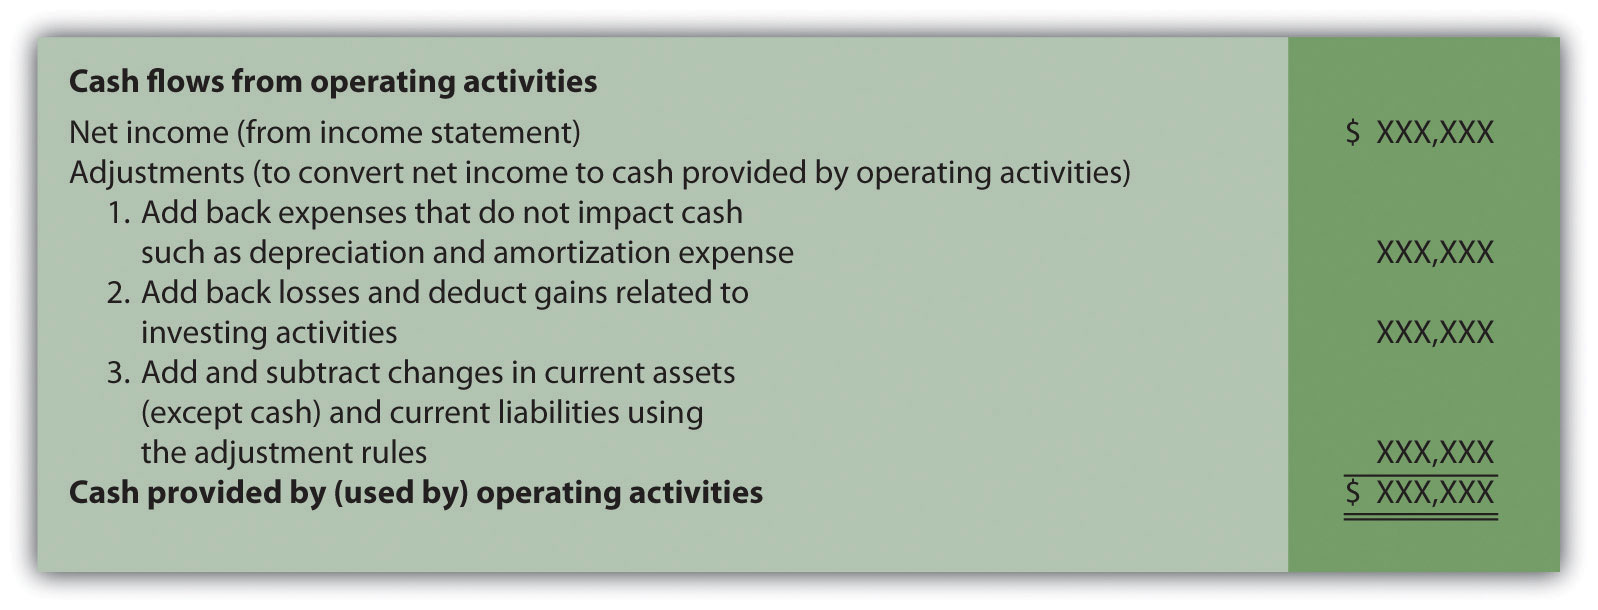 Cash flows from operating activities
Net income (from income statement) $ XXX,XXX
Adjustments (to convert net income to cash provided by operating activities)
1. Add back expenses that do not impact cash
such as depreciation and amortization expense XXX,XXX
2. Add back losses and deduct gains related to
investing activities XXX,XXX
3. Add and subtract changes in current assets
(except cash) and current liabilities using
the adjustment rules XXX,XXX
Cash provided by (used by) operating activities $ XXX,XXX